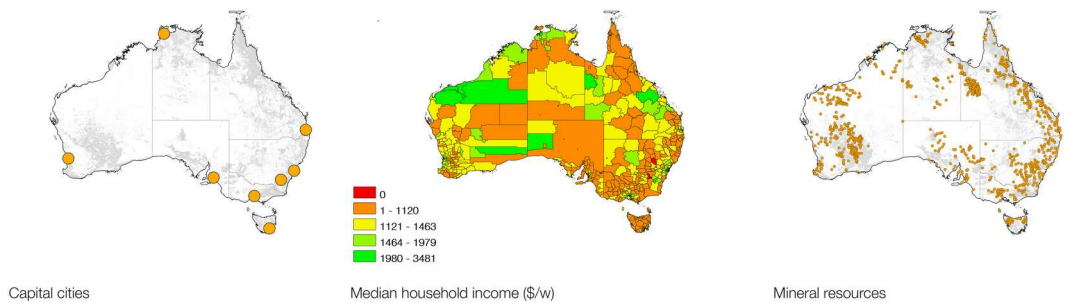 0
1 - 1120
1121 - 1463
1464 - 1979
1980 - 3481
Capital cities
Median household income ($/w)
Mineral resources